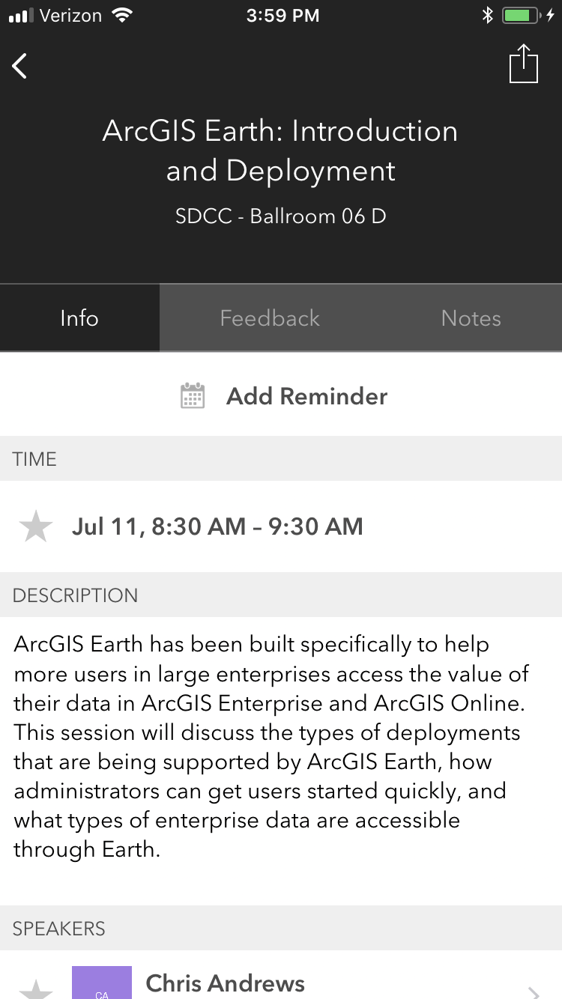 Verizon 3:59 PM
ArcGIS Earth: Introduction
and Deployment
SDCC - Ballroom 06 D
Info Feedback Notes
Add Reminder
TIME
Jul 11, 8:30 AM – 9:30 AM
DESCRIPTION
ArcGIS Earth has been built specifically to help
more users in large enterprises access the value of
their data in ArcGIS Enterprise and ArcGIS Online.
This session will discuss the types of deployments
that are being supported by ArcGIS Earth, how
administrators can get users started quickly, and
what types of enterprise data are accessible
through Earth.
SPEAKERS
Chris Andrews
CA